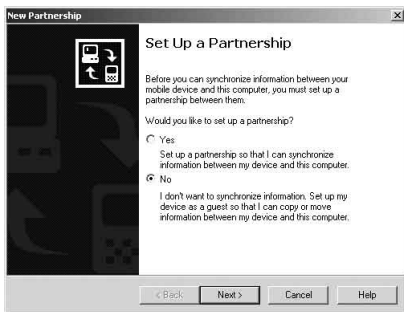 New Partnership
Set Up a Partnership
Before you can synchronize information between your
mobile device and this computer, you must set up a
partnership between them.
Would you like to set up a partnership?
Yes
Set up a partnership so that I can synchronize
information between my device and this computer.
No
I don't want to synchronize information. Set up my
device as a guest so that I can copy or move
information between my device and this computer.
< Back Next > Cancel Help